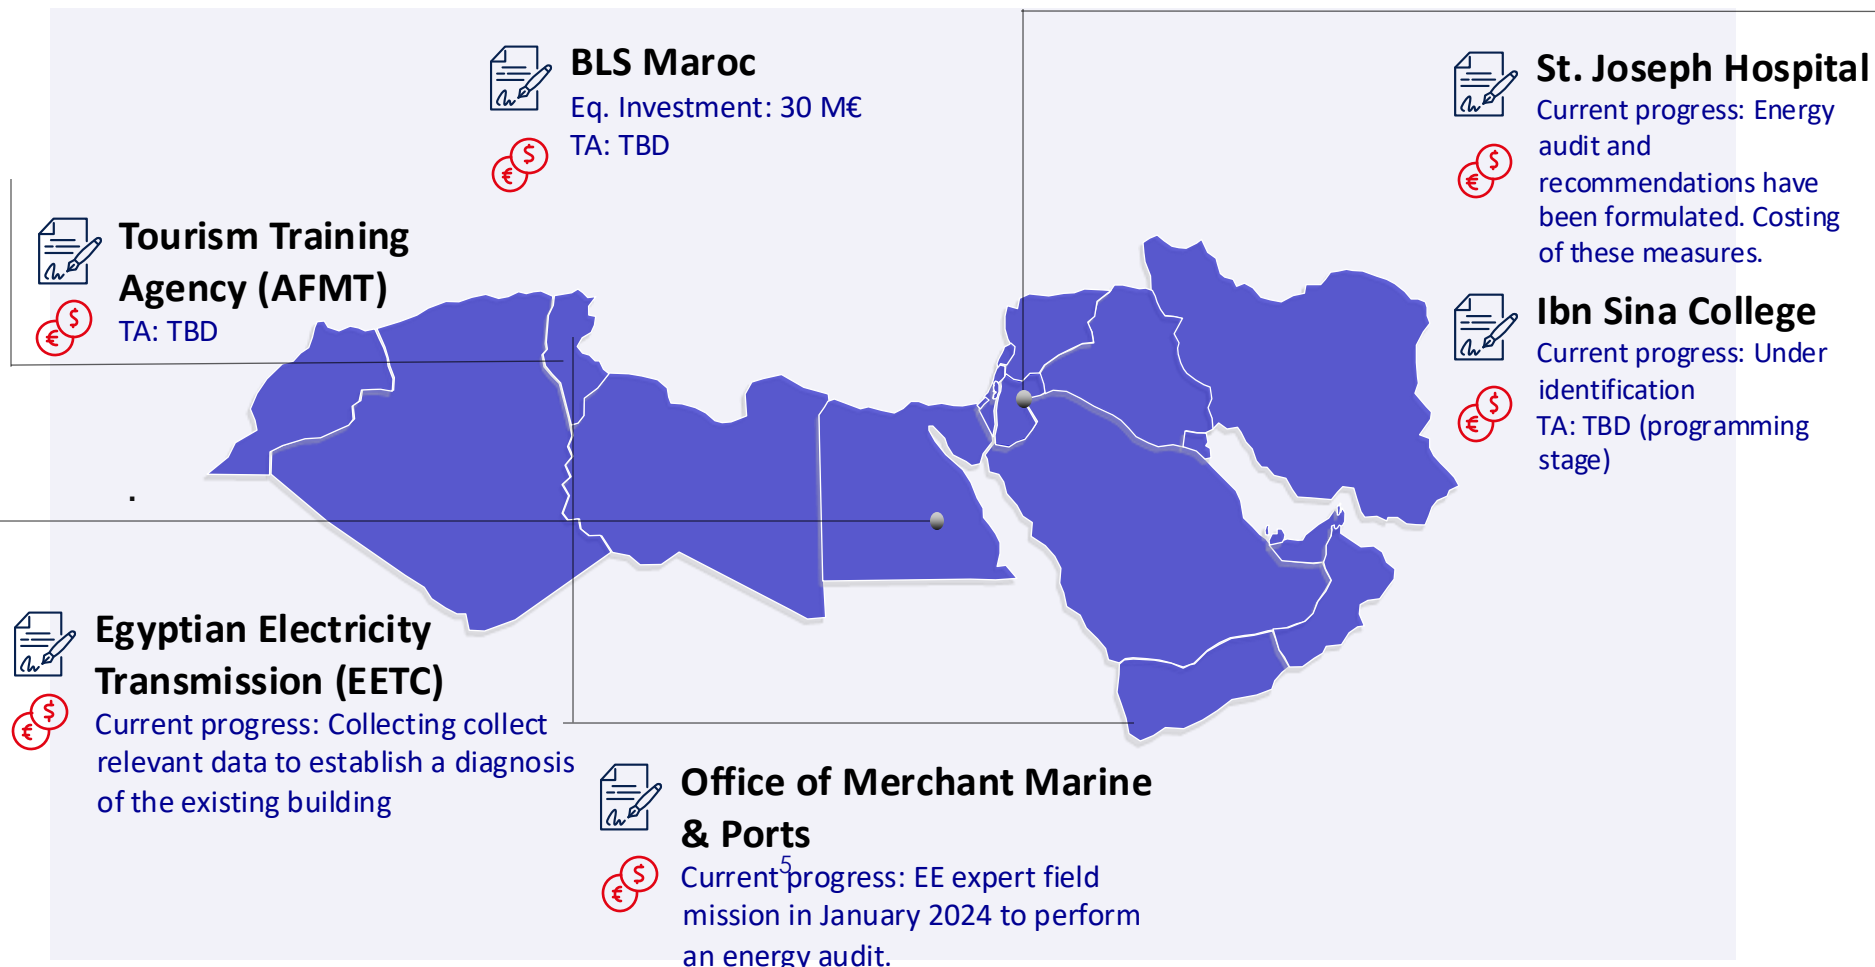 BLS Maroc
Eq. Investment: 30 M€
TA: TBD
St. Joseph Hospital
Current progress: Energy
audit and
recommendations have
been formulated. Costing
of these measures.
Tourism Training
Agency (AFMT)
TA: TBD
Ibn Sina College
Current progress: Under
identification
TA: TBD (programming
stage)
.
Egyptian Electricity
Transmission (EETC)
Current progress: Collecting collect
relevant data to establish a diagnosis
of the existing building
Office of Merchant Marine
& Ports
5
Current progress: EE expert field
mission in January 2024 to perform
an energy audit.